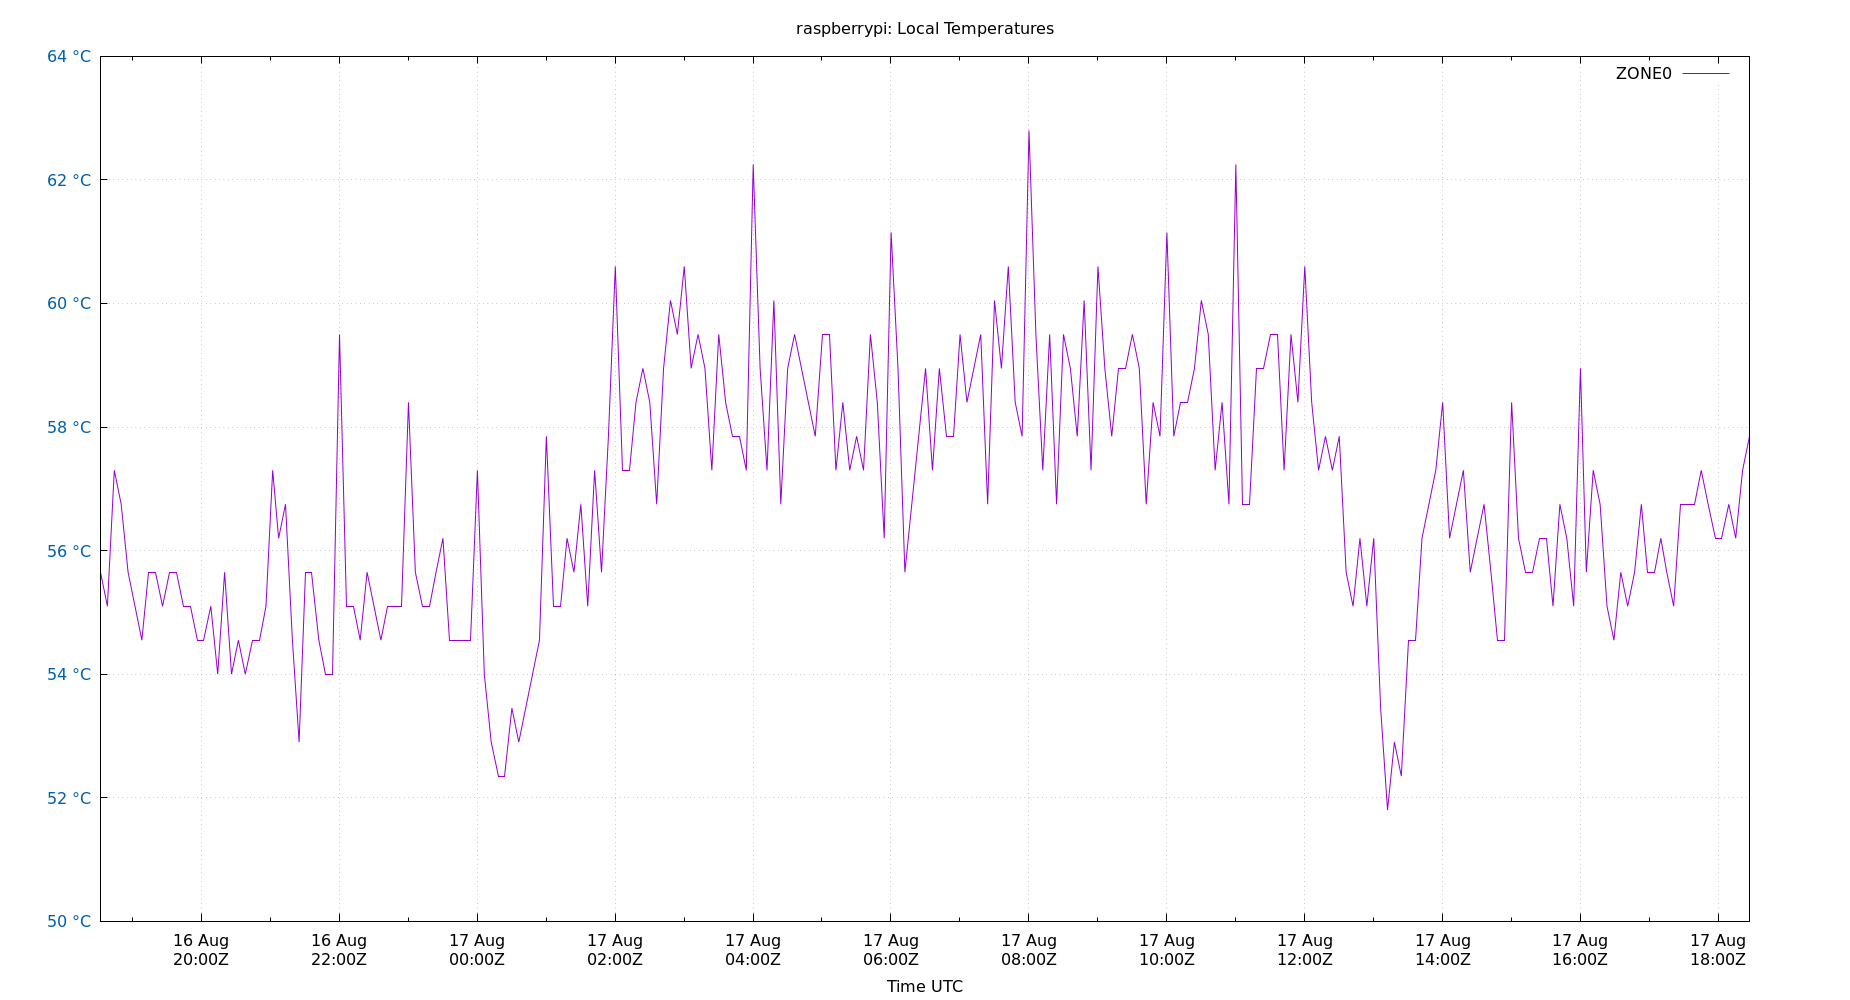 raspberrypi: Local Temperatures
64 °C
ZONE0
62 °C
60 °C
58 °C
56 °C
54 °C
52 °C
50 °C
16 Aug 16 Aug 17 Aug 17 Aug 17 Aug 17 Aug 17 Aug 17 Aug 17 Aug 17 Aug 17 Aug 17 Aug
20:00Z 22:00Z 00:00Z 02:00Z 04:00Z 06:00Z 08:00Z 10:00Z 12:00Z 14:00Z 16:00Z 18:00Z
Time UTC